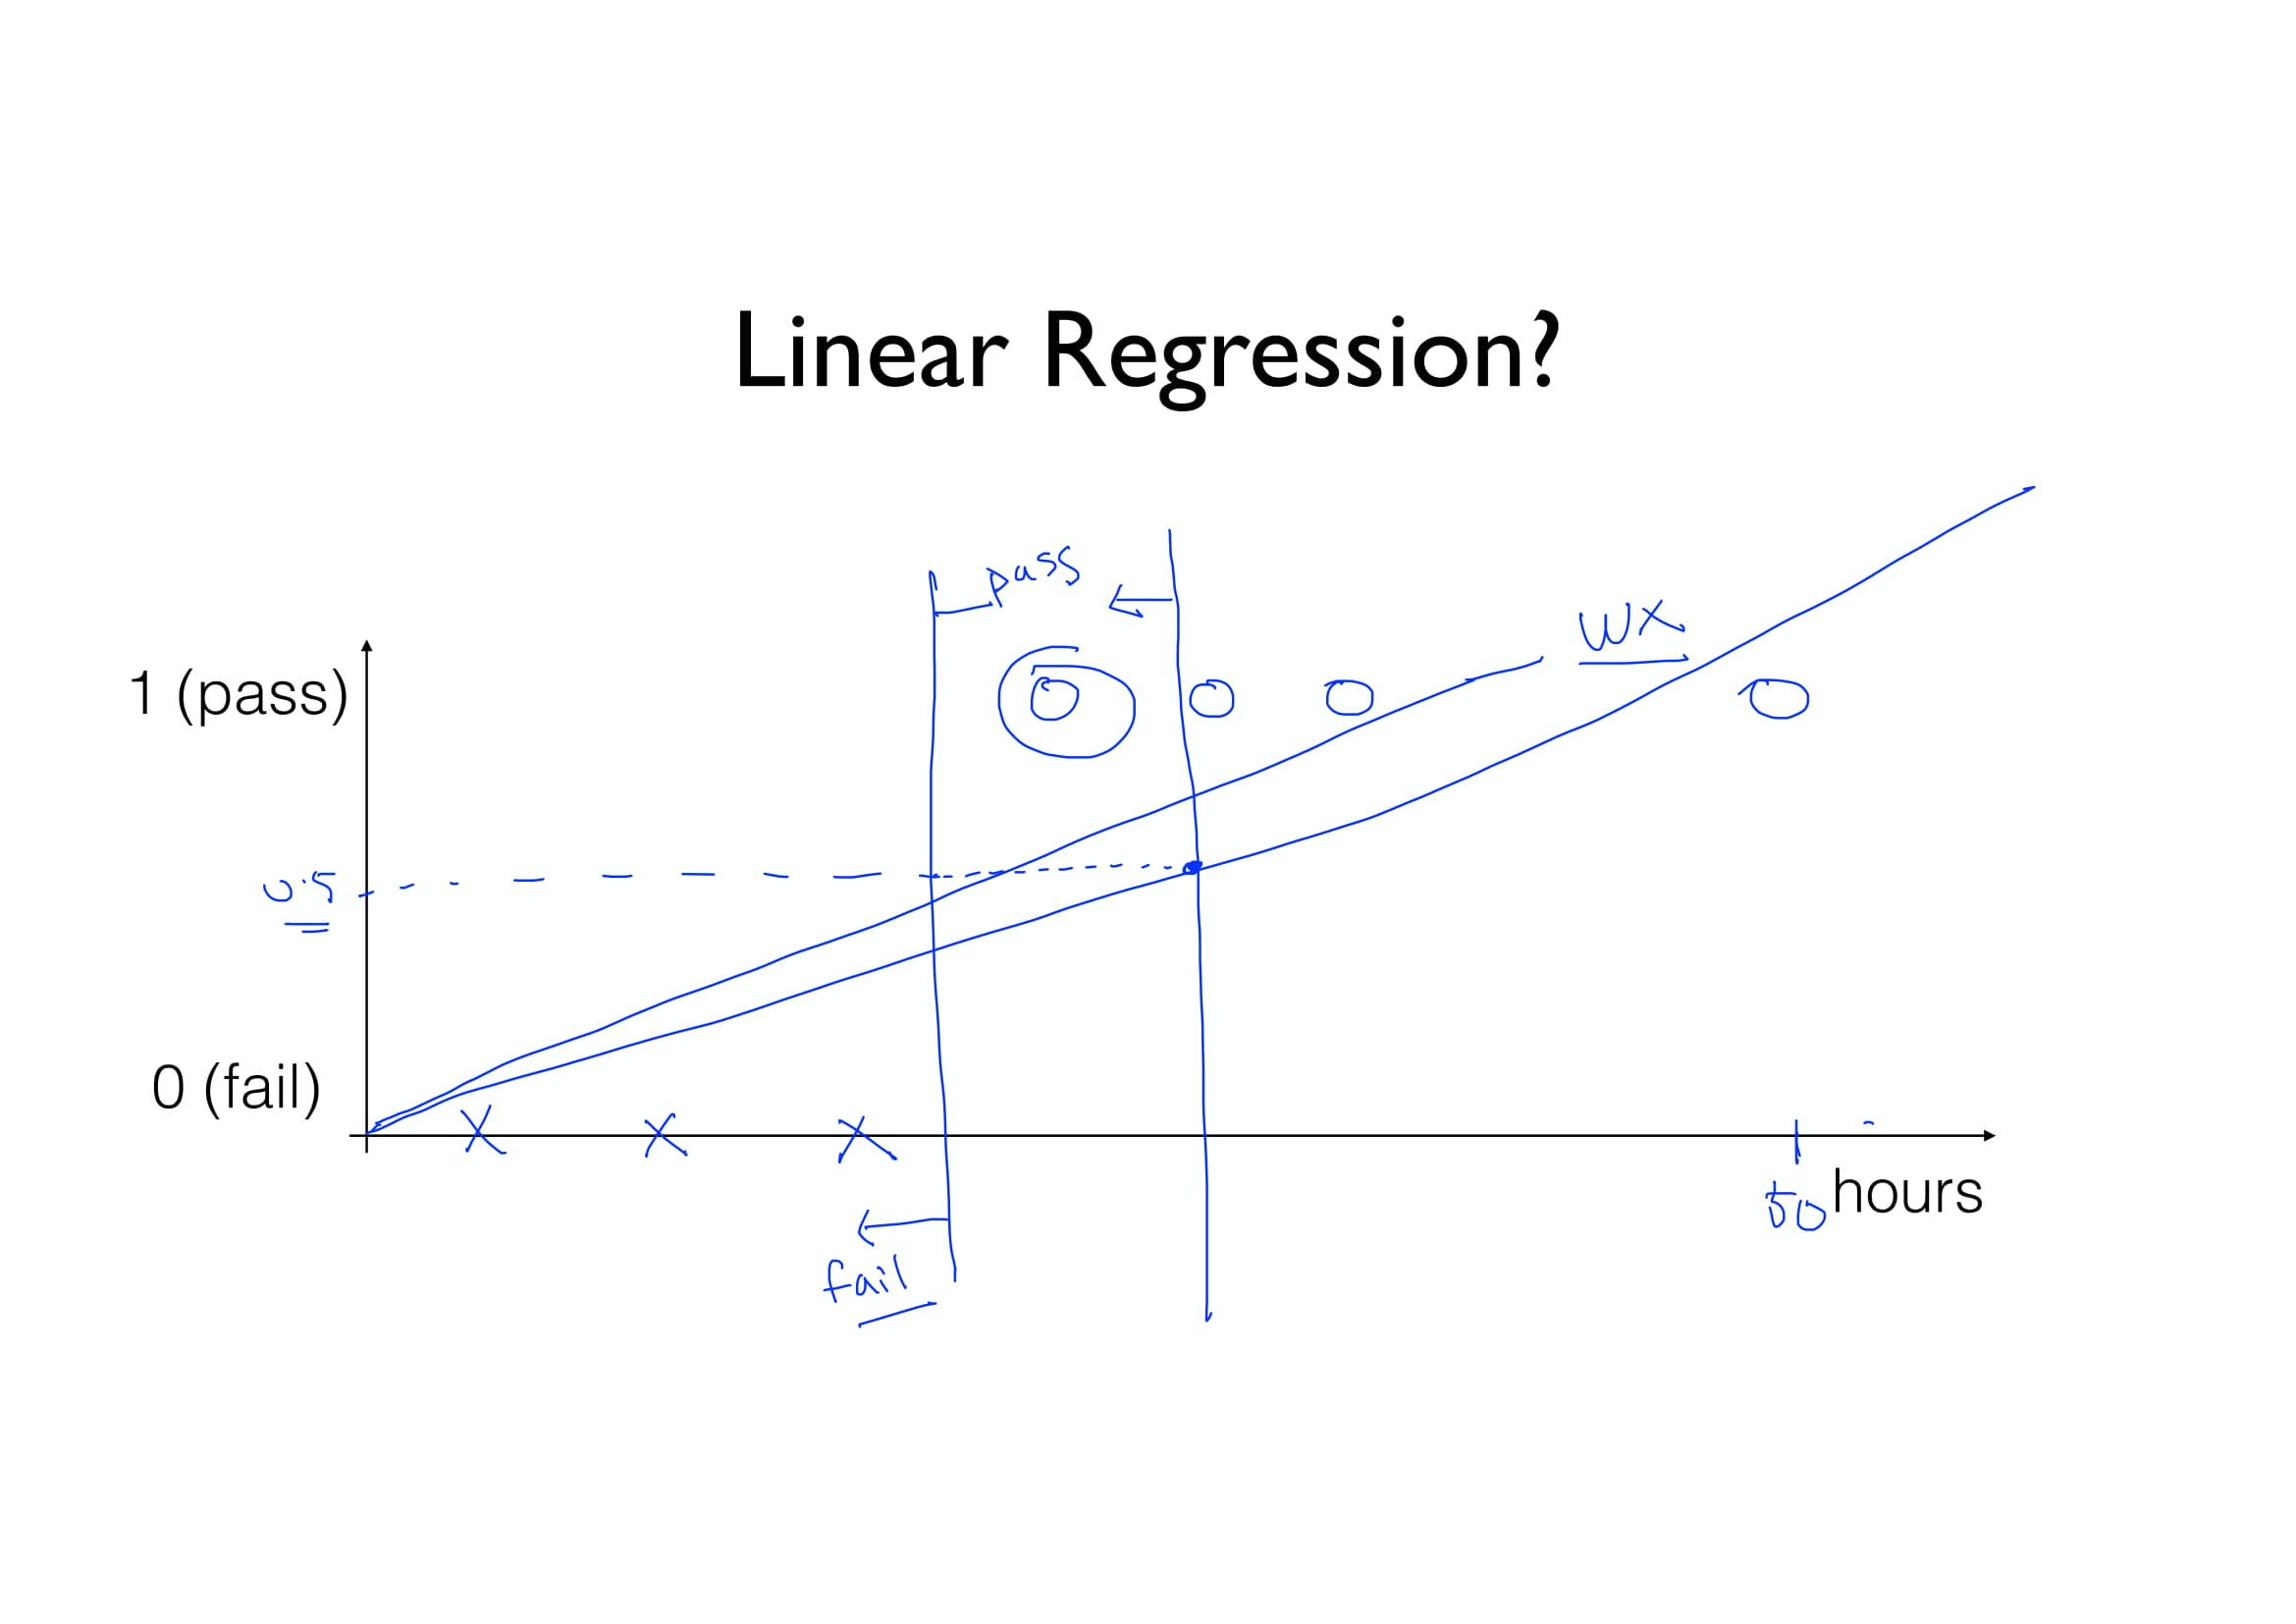 Linear Regression?
pass
wx
1 (pass)
0.5
0 (fail)
50 hours
fail